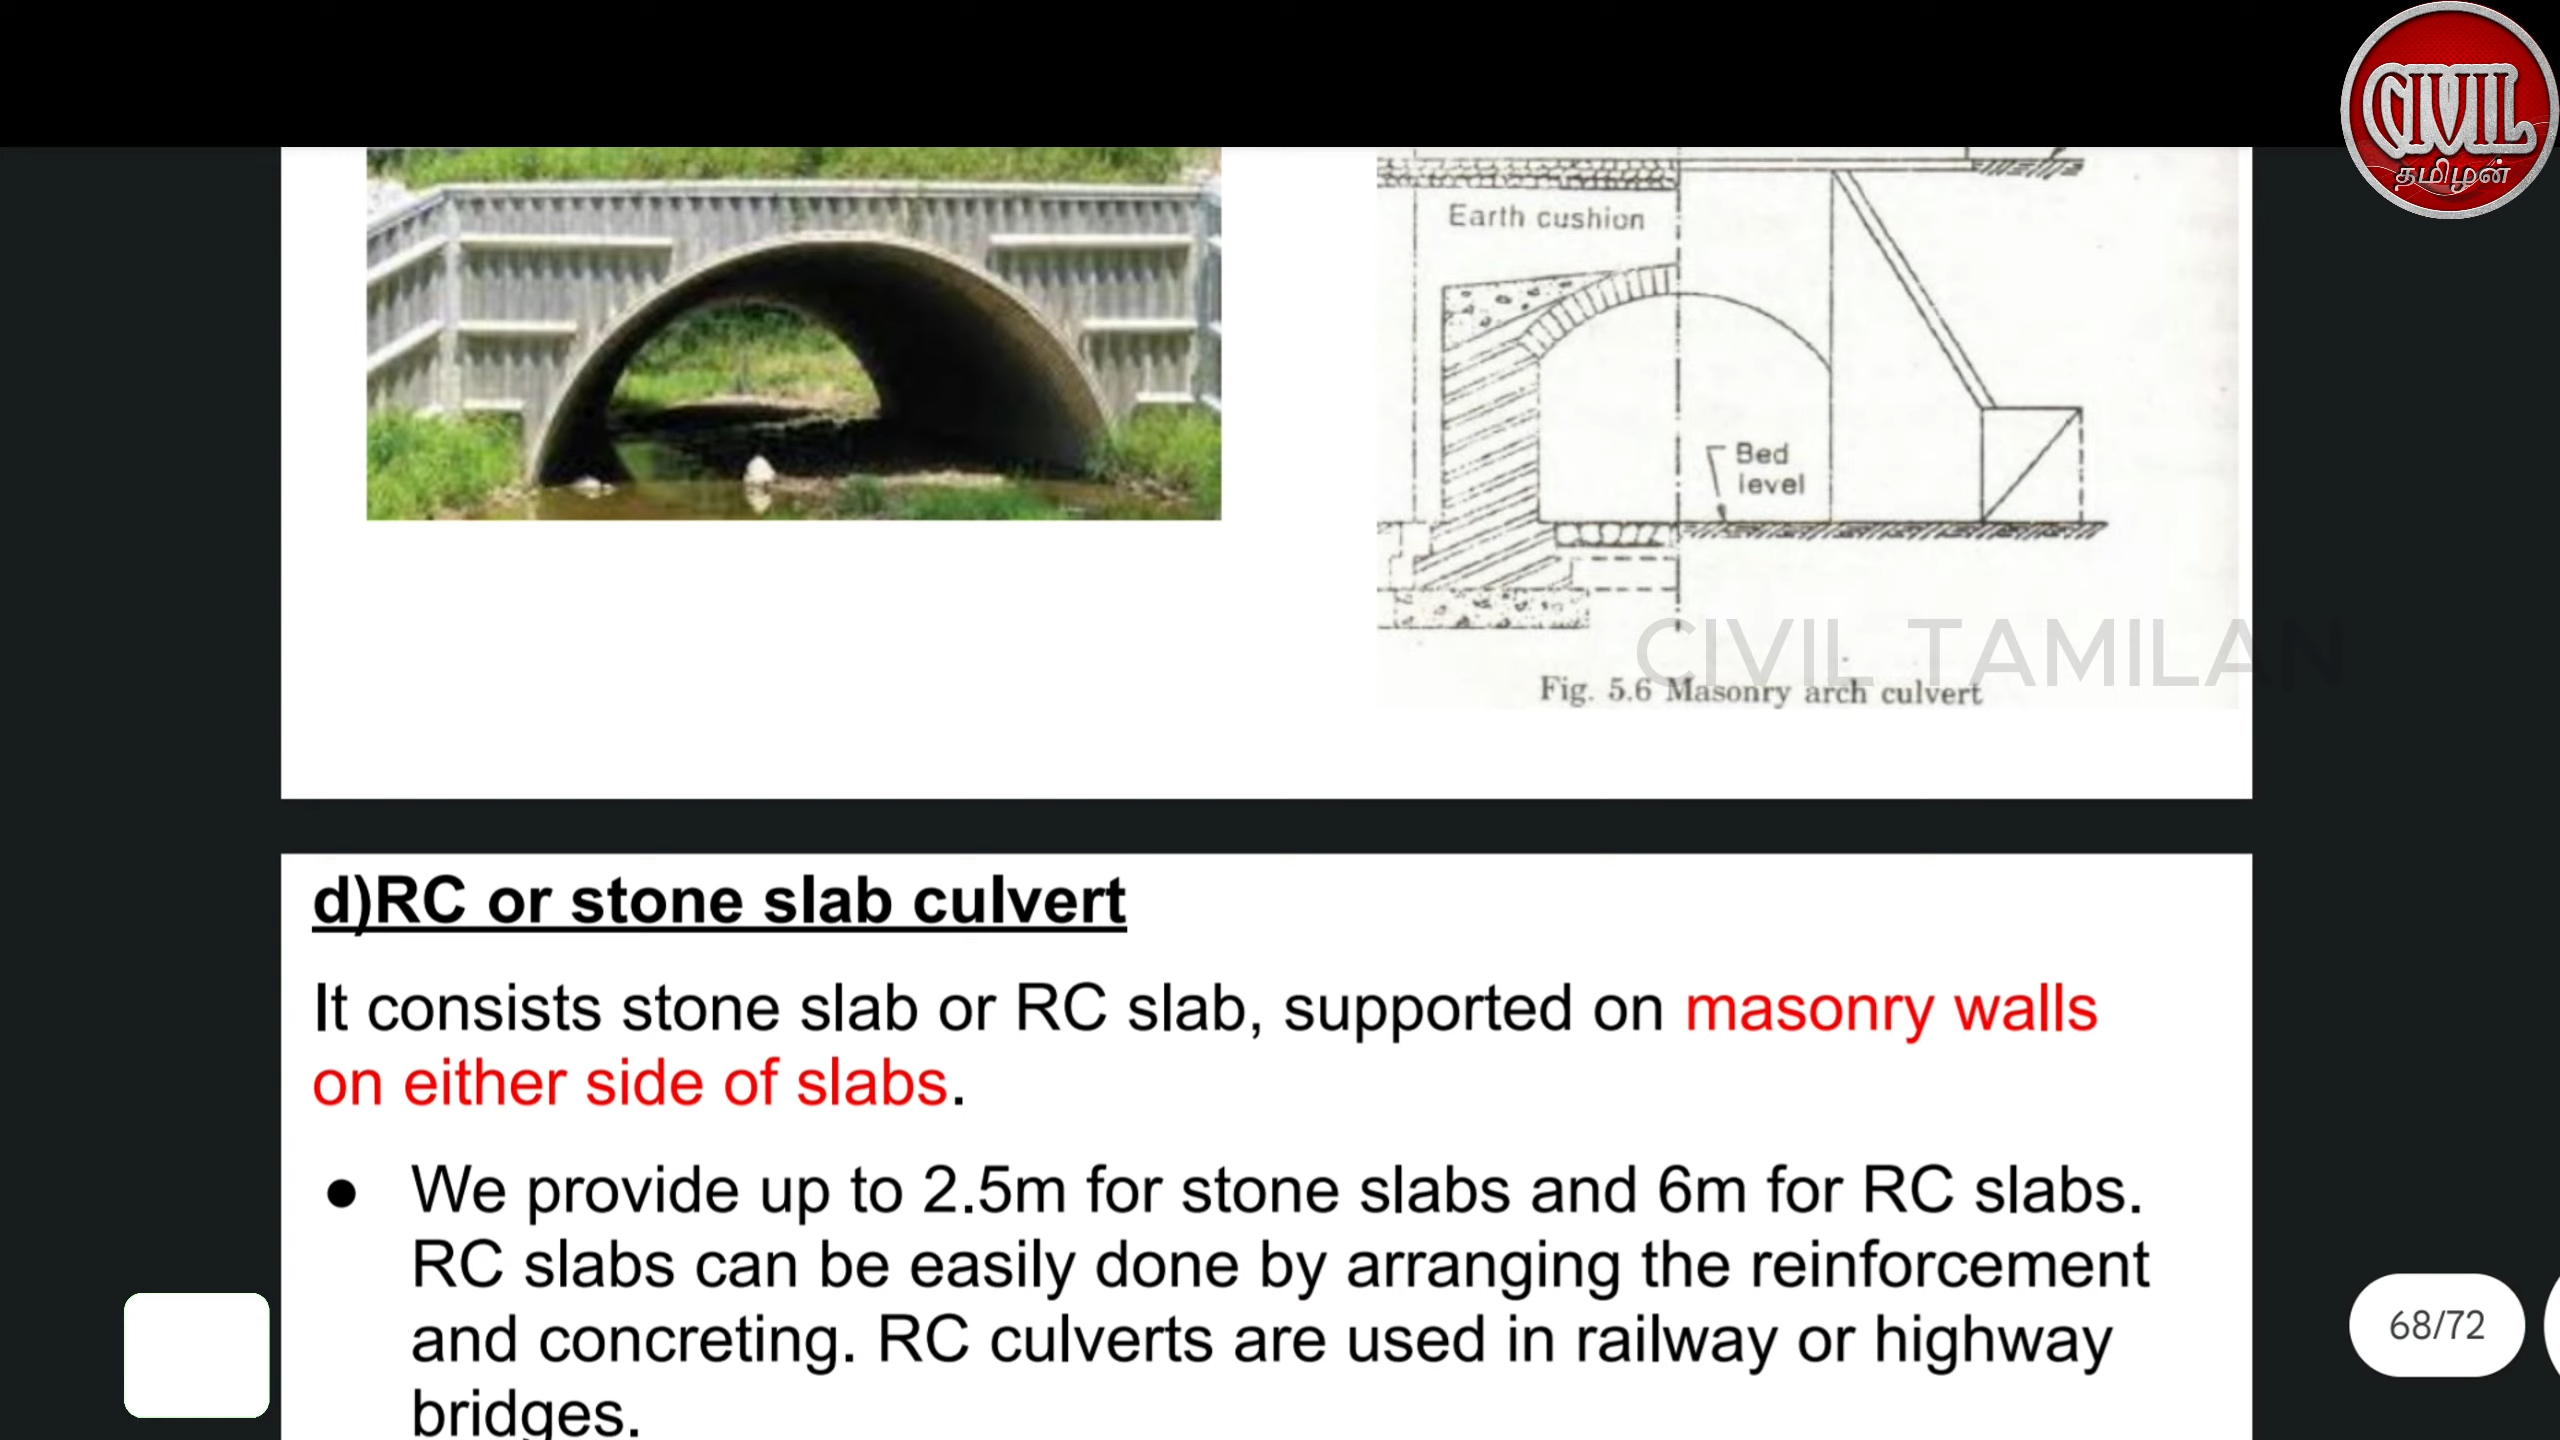 CIVIL
தமிழன்
Earth cushion
Bed
level
CIVIL TAMILAN
Fig. 5.6 Masonry arch culvert
d)RC or stone slab culvert
It consists stone slab or RC slab, supported on masonry walls
on either side of slabs.
● We provide up to 2.5m for stone slabs and 6m for RC slabs.
RC slabs can be easily done by arranging the reinforcement
and concreting. RC culverts are used in railway or highway
bridges.
68/72